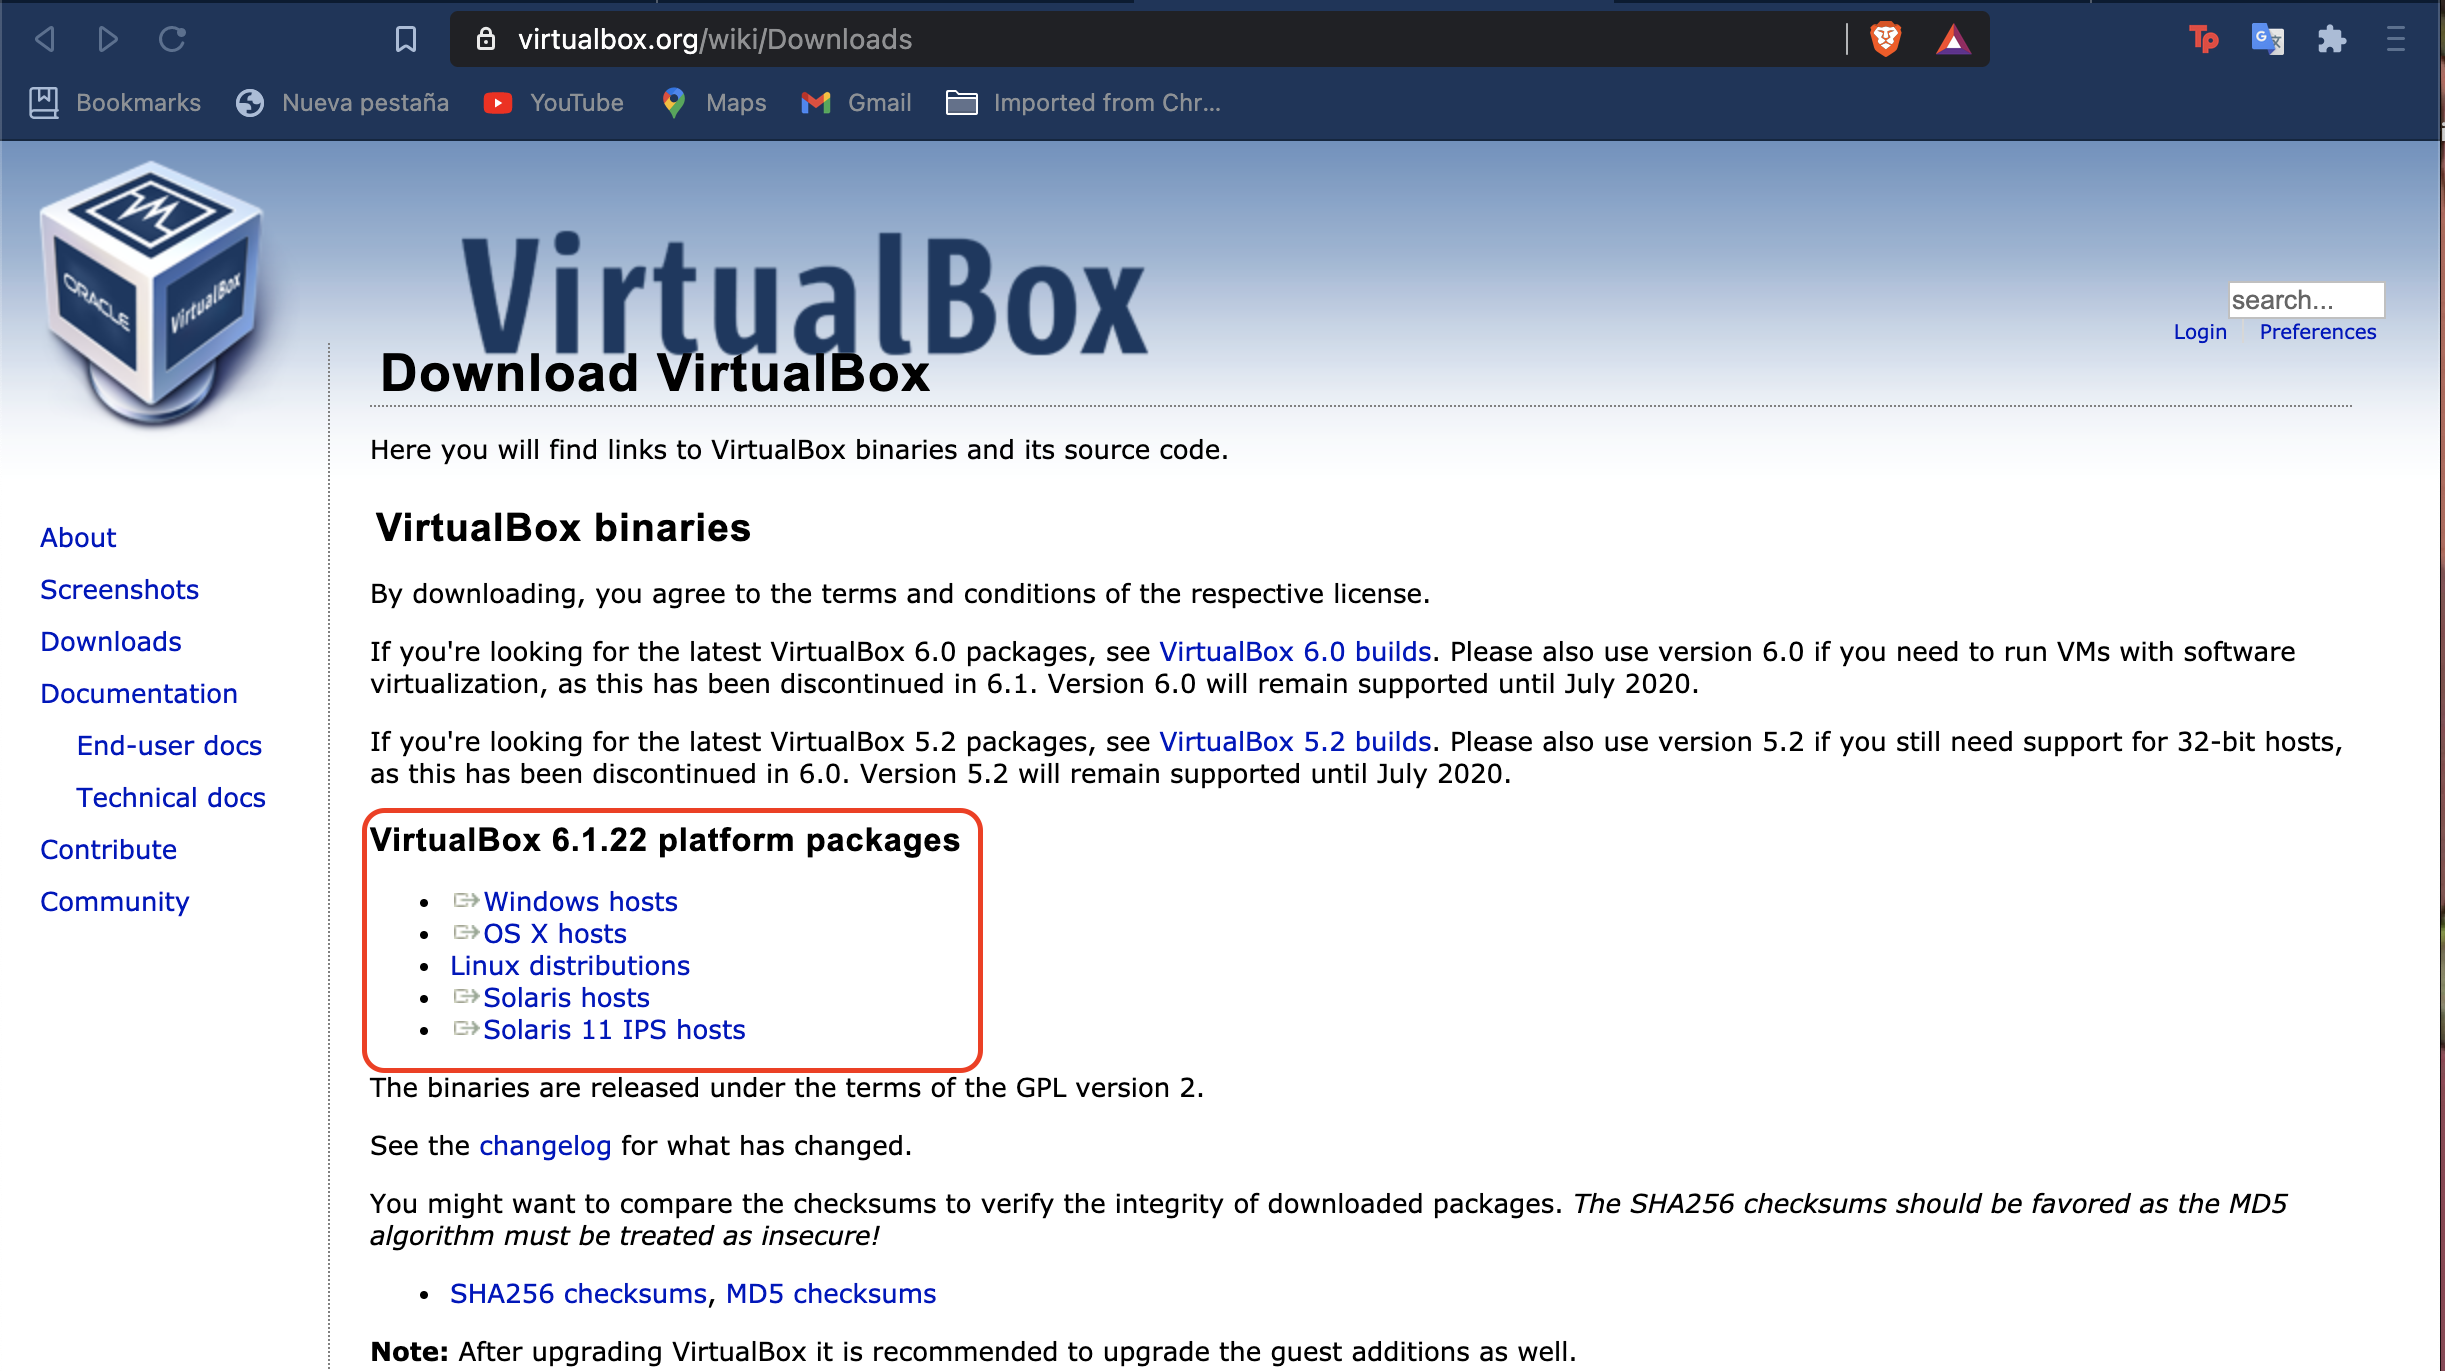 virtualbox.org/wiki/Downloads
Tp
Bookmarks Nueva pestaña YouTube Maps Gmail Imported from Chr...
ORACLE VirtualBox
VirtualBox
search...
Login Preferences
Download VirtualBox
Here you will find links to VirtualBox binaries and its source code.
About
Screenshots
Downloads
Documentation
End-user docs
Technical docs
Contribute
Community
VirtualBox binaries
By downloading, you agree to the terms and conditions of the respective license.
If you're looking for the latest VirtualBox 6.0 packages, see VirtualBox 6.0 builds. Please also use version 6.0 if you need to run VMs with software
virtualization, as this has been discontinued in 6.1. Version 6.0 will remain supported until July 2020.
If you're looking for the latest VirtualBox 5.2 packages, see VirtualBox 5.2 builds. Please also use version 5.2 if you still need support for 32-bit hosts,
as this has been discontinued in 6.0. Version 5.2 will remain supported until July 2020.
VirtualBox 6.1.22 platform packages
• Windows hosts
• OS X hosts
• Linux distributions
• Solaris hosts
• Solaris 11 IPS hosts
The binaries are released under the terms of the GPL version 2.
See the changelog for what has changed.
You might want to compare the checksums to verify the integrity of downloaded packages. The SHA256 checksums should be favored as the MD5
algorithm must be treated as insecure!
• SHA256 checksums, MD5 checksums
Note: After upgrading VirtualBox it is recommended to upgrade the guest additions as well.